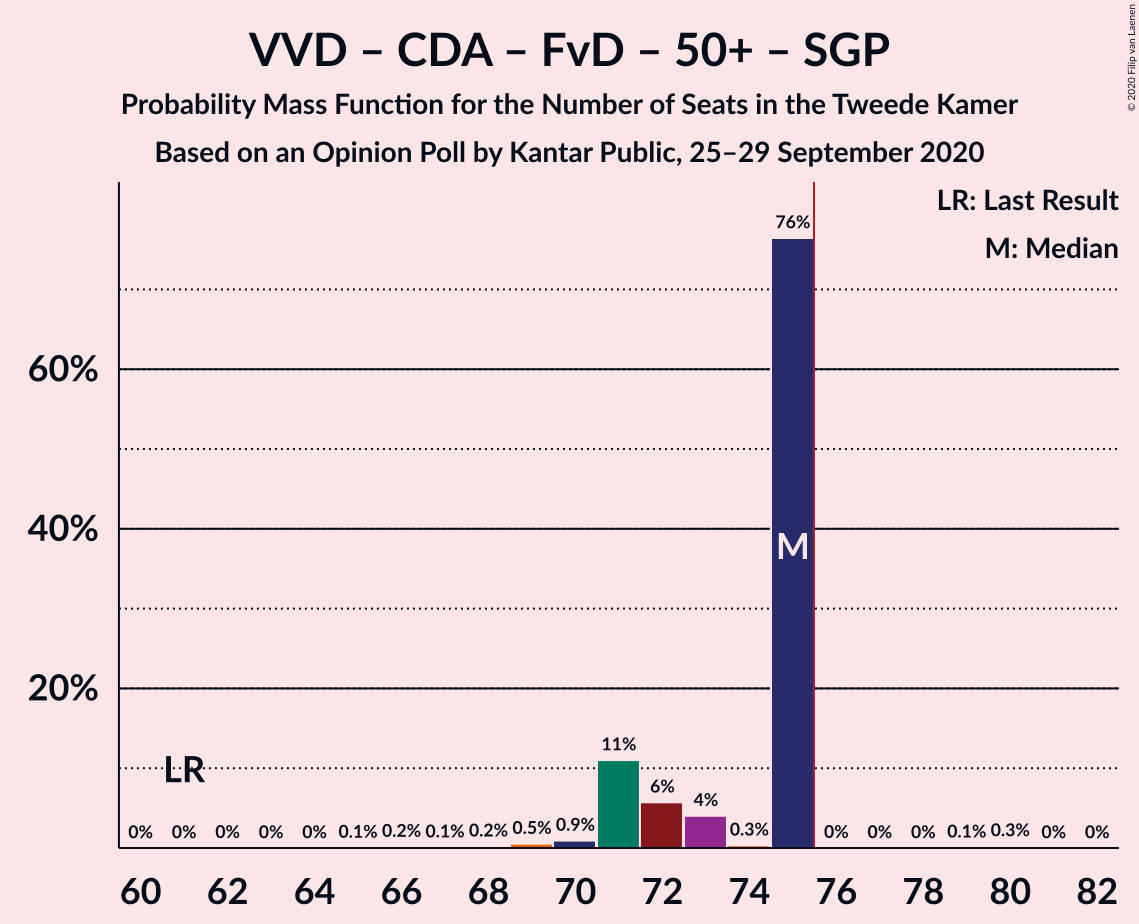 VVD – CDA – FvD – 50+ – SGP
Probability Mass Function for the Number of Seats in the Tweede Kamer
Based on an Opinion Poll by Kantar Public, 25–29 September 2020
© 2020 Filip van Laenen
LR: Last Result
M: Median
60%
40%
20%
LR
M
0% 0% 0% 0% 0% 0.1% 0.2% 0.1% 0.2% 0.5% 0.9% 11% 6% 4% 0.3% 76% 0% 0% 0% 0.1% 0.3% 0% 0%
60 62 64 66 68 70 72 74 76 78 80 82